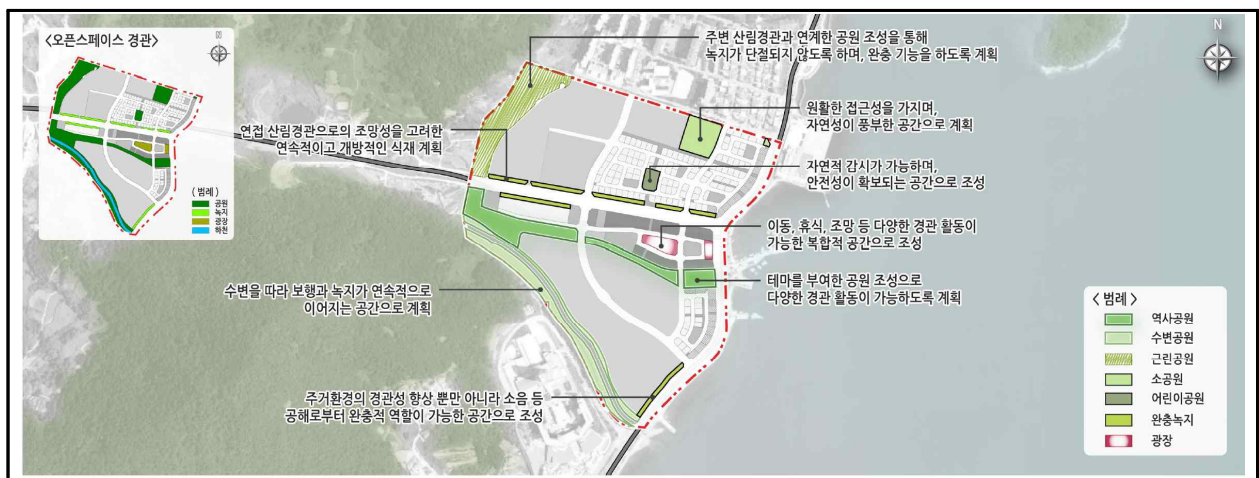 〈오픈스페이스 경관〉
N
〈범례〉
공원
녹지
광장
하천
N
주변 산림경관과 연계한 공원 조성을 통해
녹지가 단절되지 않도록 하며, 완충 기능을 하도록 계획
원활한 접근성을 가지며,
자연성이 풍부한 공간으로 계획
연접 산림경관으로의 조망성을 고려한
연속적이고 개방적인 식재 계획
자연적 감시가 가능하며,
안전성이 확보되는 공간으로 조성
이동, 휴식, 조망 등 다양한 경관 활동이
가능한 복합적 공간으로 조성
테마를 부여한 공원 조성으로
다양한 경관 활동이 가능하도록 계획
수변을 따라 보행과 녹지가 연속적으로
이어지는 공간으로 계획
주거환경의 경관성 향상 뿐만 아니라 소음 등
공해로부터 완충적 역할이 가능한 공간으로 조성
〈 범례 〉
역사공원
수변공원
근린공원
소공원
어린이공원
완충녹지
광장